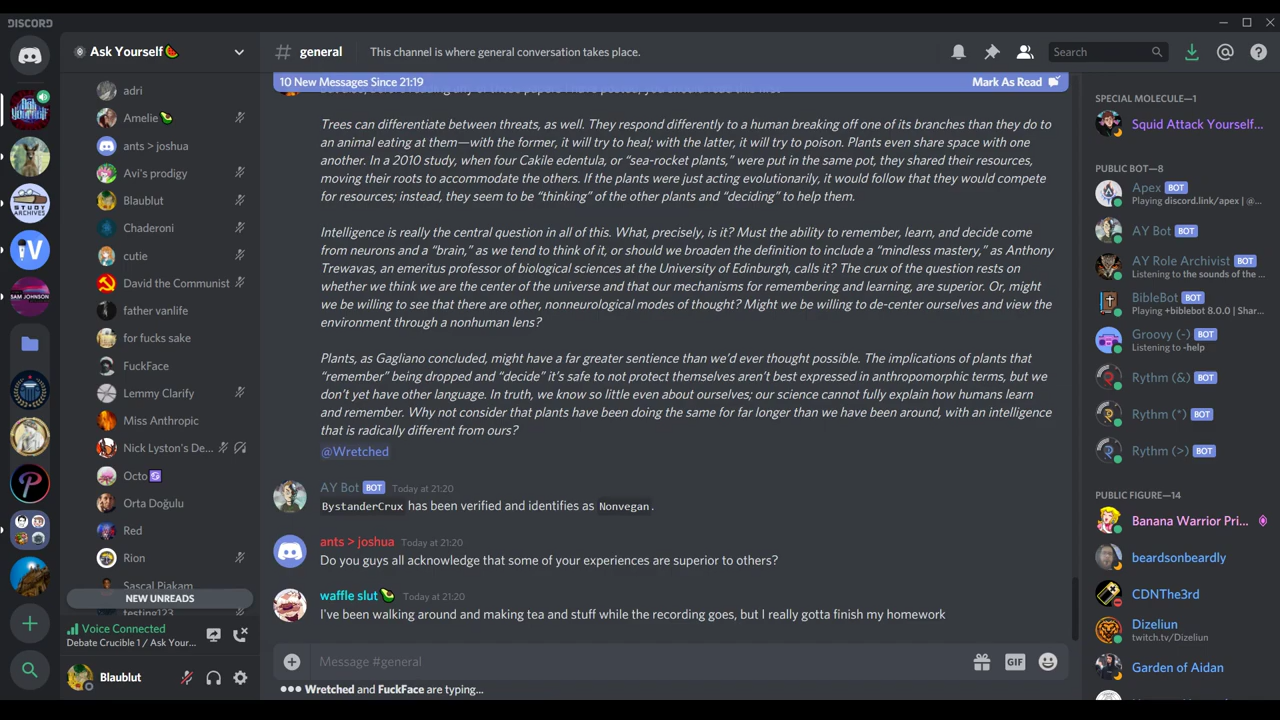 DISCORD
Ask Yourself🍉
# general
This channel is where general conversation takes place.
Search
10 New Messages Since 21:19
Mark As Read
adri
Amelie🥑
ants > joshua
Avi's prodigy
Blaublut
Chaderoni
cutie
David the Communist
father vanlife
for fucks sake
FuckFace
Lemmy Clarify
Miss Anthropic
Nick Lyston's De...
Octo
Orta Doğulu
Red
Rion
Sascal Pjakam
testing123
NEW UNREADS
Voice Connected
Debate Crucible 1 / Ask Your...
Blaublut
SAM JOHNSON
STUDY
ARCHIVES
Trees can differentiate between threats, as well. They respond differently to a human breaking off one of its branches than they do to
an animal eating at them—with the former, it will try to heal; with the latter, it will try to poison. Plants even share space with one
another. In a 2010 study, when four Cakile edentula, or “sea-rocket plants,” were put in the same pot, they shared their resources,
moving their roots to accommodate the others. If the plants were just acting evolutionarily, it would follow that they would compete
for resources; instead, they seem to be “thinking” of the other plants and “deciding” to help them.
Intelligence is really the central question in all of this. What, precisely, is it? Must the ability to remember, learn, and decide come
from neurons and a “brain,” as we tend to think of it, or should we broaden the definition to include a “mindless mastery,” as Anthony
Trewavas, an emeritus professor of biological sciences at the University of Edinburgh, calls it? The crux of the question rests on
whether we think we are the center of the universe and that our mechanisms for remembering and learning, are superior. Or, might
we be willing to see that there are other, nonneurological modes of thought? Might we be willing to de-center ourselves and view the
environment through a nonhuman lens?
Plants, as Gagliano concluded, might have a far greater sentience than we’d ever thought possible. The implications of plants that
“remember” being dropped and “decide” it’s safe to not protect themselves aren’t best expressed in anthropomorphic terms, but we
don’t yet have other language. In truth, we know so little even about ourselves; our science cannot fully explain how humans learn
and remember. Why not consider that plants have been doing the same for far longer than we have been around, with an intelligence
that is radically different from ours?
@Wretched
AY Bot BOT Today at 21:20
BystanderCrux has been verified and identifies as Nonvegan.
ants > joshua Today at 21:20
Do you guys all acknowledge that some of your experiences are superior to others?
waffle slut🥑 Today at 21:20
I've been walking around and making tea and stuff while the recording goes, but I really gotta finish my homework
Message #general
GIF
Wretched and FuckFace are typing...
SPECIAL MOLECULE—1
Squid Attack Yourself...
PUBLIC BOT—8
Apex BOT
Playing discord.link/apex | @...
AY Bot BOT
AY Role Archivist BOT
Listening to the sounds of the ...
BibleBot BOT
Playing +biblebot 8.0.0 | Shar...
Groovy (-) BOT
Listening to -help
Rythm (&) BOT
Rythm (*) BOT
Rythm (>) BOT
PUBLIC FIGURE—14
Banana Warrior Pri...
beardsonbeardly
CDNThe3rd
Dizeliun
twitch.tv/Dizeliun
Garden of Aidan